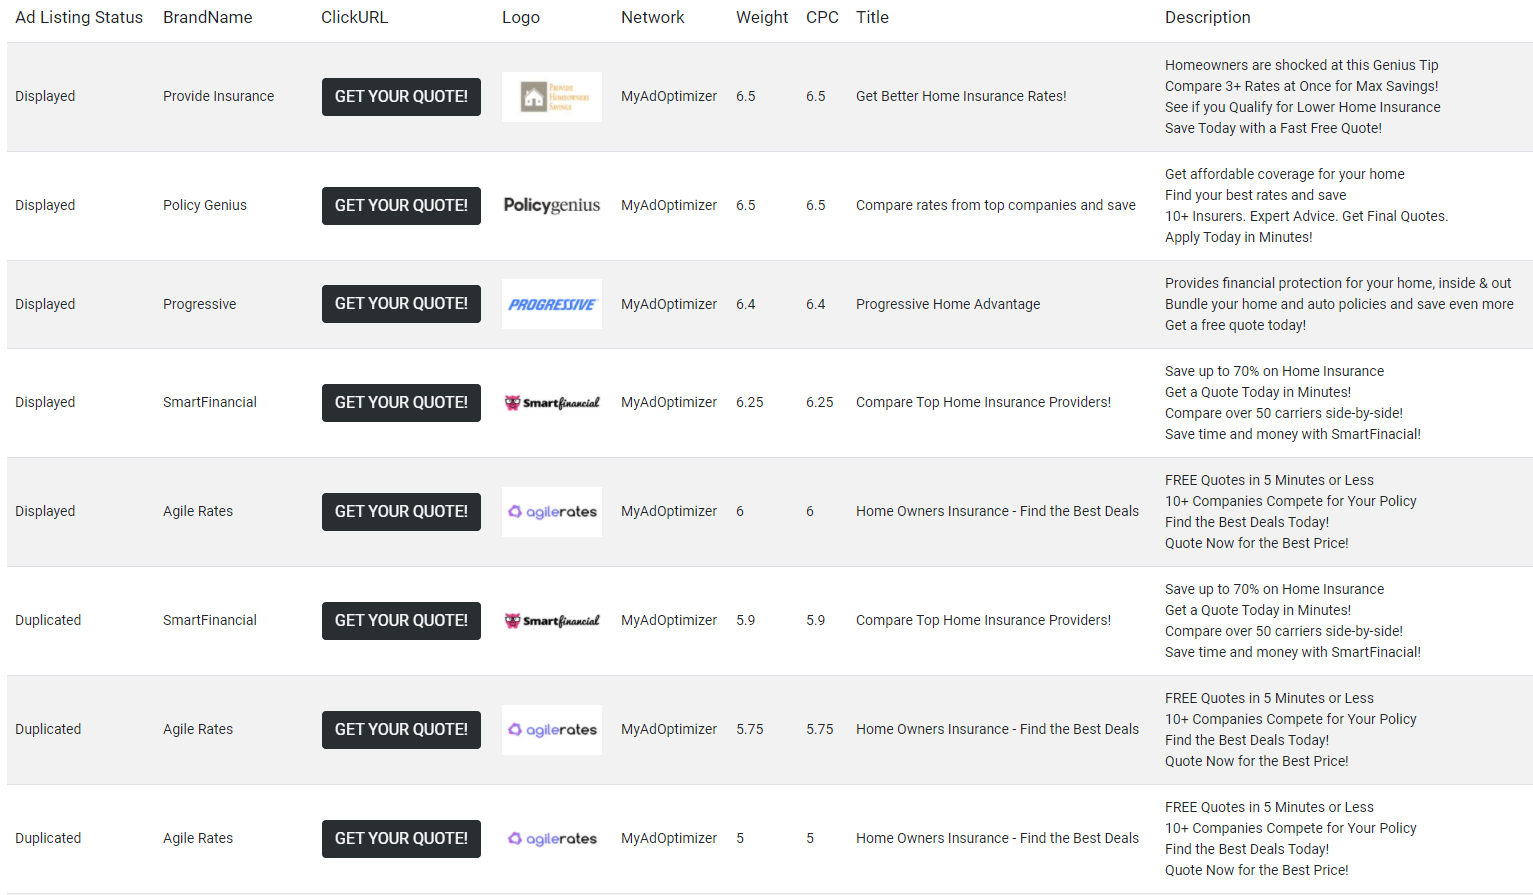 Ad Listing Status BrandName ClickURL Logo Network Weight CPC Title Description
Displayed Provide Insurance GET YOUR QUOTE! PROVIDE HOMEOWNERS SAVINGS MyAdOptimizer 6.5 6.5 Get Better Home Insurance Rates!
Homeowners are shocked at this Genius Tip
Compare 3+ Rates at Once for Max Savings!
See if you Qualify for Lower Home Insurance
Save Today with a Fast Free Quote!
Displayed Policy Genius GET YOUR QUOTE! Policygenius MyAdOptimizer 6.5 6.5 Compare rates from top companies and save
Get affordable coverage for your home
Find your best rates and save
10+ Insurers. Expert Advice. Get Final Quotes.
Apply Today in Minutes!
Displayed Progressive GET YOUR QUOTE! PROGRESSIVE MyAdOptimizer 6.4 6.4 Progressive Home Advantage
Provides financial protection for your home, inside & out
Bundle your home and auto policies and save even more
Get a free quote today!
Displayed SmartFinancial GET YOUR QUOTE! Smartfinancial MyAdOptimizer 6.25 6.25 Compare Top Home Insurance Providers!
Save up to 70% on Home Insurance
Get a Quote Today in Minutes!
Compare over 50 carriers side-by-side!
Save time and money with SmartFinacial!
Displayed Agile Rates GET YOUR QUOTE! agilerates MyAdOptimizer 6 6 Home Owners Insurance - Find the Best Deals
FREE Quotes in 5 Minutes or Less
10+ Companies Compete for Your Policy
Find the Best Deals Today!
Quote Now for the Best Price!
Duplicated SmartFinancial GET YOUR QUOTE! Smartfinancial MyAdOptimizer 5.9 5.9 Compare Top Home Insurance Providers!
Save up to 70% on Home Insurance
Get a Quote Today in Minutes!
Compare over 50 carriers side-by-side!
Save time and money with SmartFinacial!
Duplicated Agile Rates GET YOUR QUOTE! agilerates MyAdOptimizer 5.75 5.75 Home Owners Insurance - Find the Best Deals
FREE Quotes in 5 Minutes or Less
10+ Companies Compete for Your Policy
Find the Best Deals Today!
Quote Now for the Best Price!
Duplicated Agile Rates GET YOUR QUOTE! agilerates MyAdOptimizer 5 5 Home Owners Insurance - Find the Best Deals
FREE Quotes in 5 Minutes or Less
10+ Companies Compete for Your Policy
Find the Best Deals Today!
Quote Now for the Best Price!